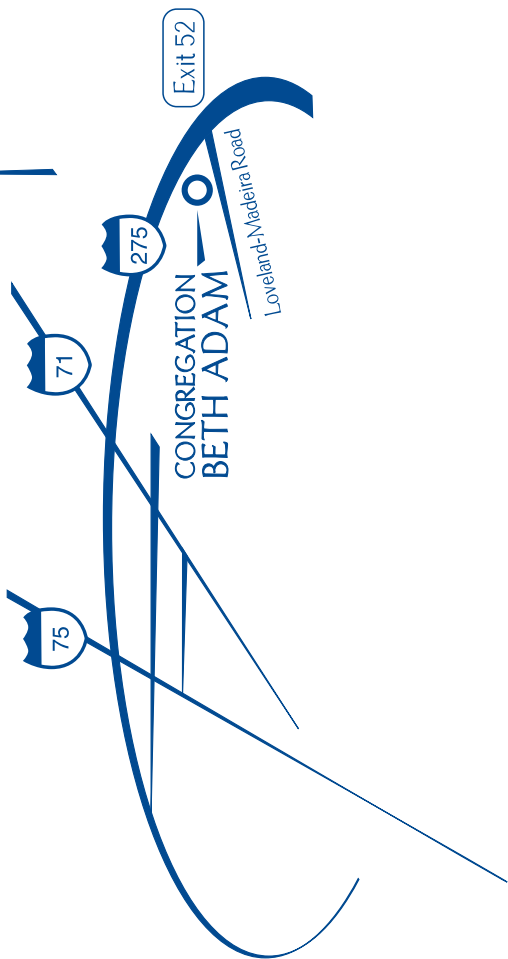 75
71
275
Exit 52
CONGREGATION
BETH ADAM
Loveland-Madeira Road